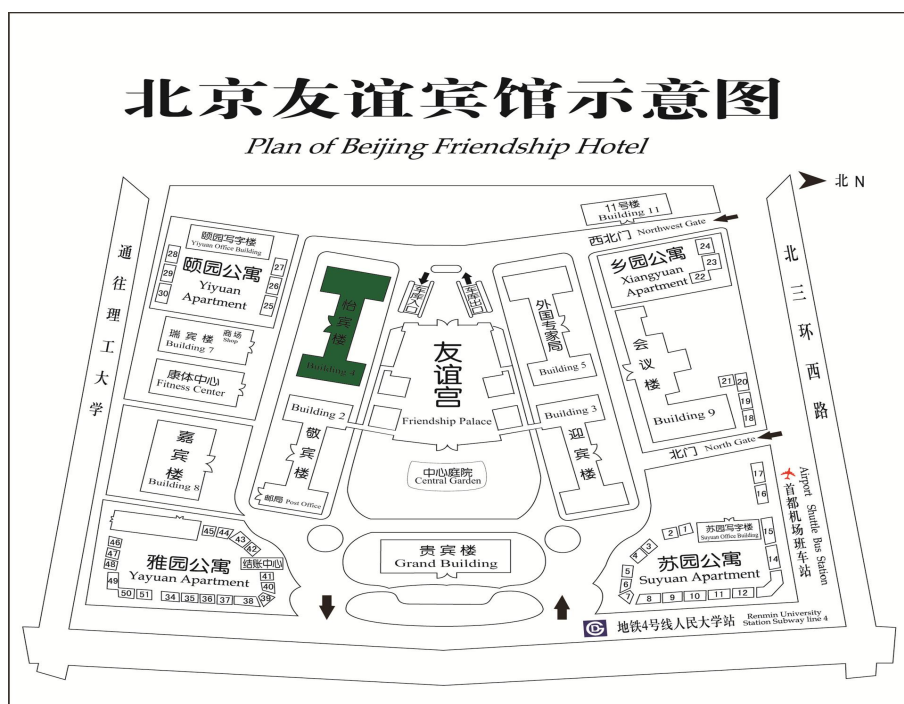 北京友谊宾馆示意图
Plan of Beijing Friendship Hotel
北 N
11号楼
Building 11
西北门 Northwest Gate
通往理工大学
颐园写字楼
Yiyuan Office Building
颐园公寓
Yiyuan
Apartment
28
29
30
27
26
25
瑞宾楼
Building 7
商场
Shop
康体中心
Fitness Center
嘉宾楼
Building 8
怡宾楼
Building 4
车库入口
车库出口
友谊宫
Friendship Palace
外国专家局
Building 5
乡园公寓
Xiangyuan
Apartment
24
23
22
会议楼
Building 9
21
20
19
18
北三环西路
北门 North Gate
Building 2
敬宾楼
邮局 Post Office
Building 3
迎宾楼
中心庭院
Central Garden
贵宾楼
Grand Building
雅园公寓
Yayuan Apartment
结账中心
45
44
43
42
46
47
48
49
50
51
34
35
36
37
38
39
40
41
苏园写字楼
Suyuan Office Building
苏园公寓
Suyuan Apartment
17
16
15
14
1
2
3
4
5
6
7
8
9
10
11
12
首都机场班车站
Airport Shuttle Bus Station
地铁4号线人民大学站
Renmin University
Station Subway line 4